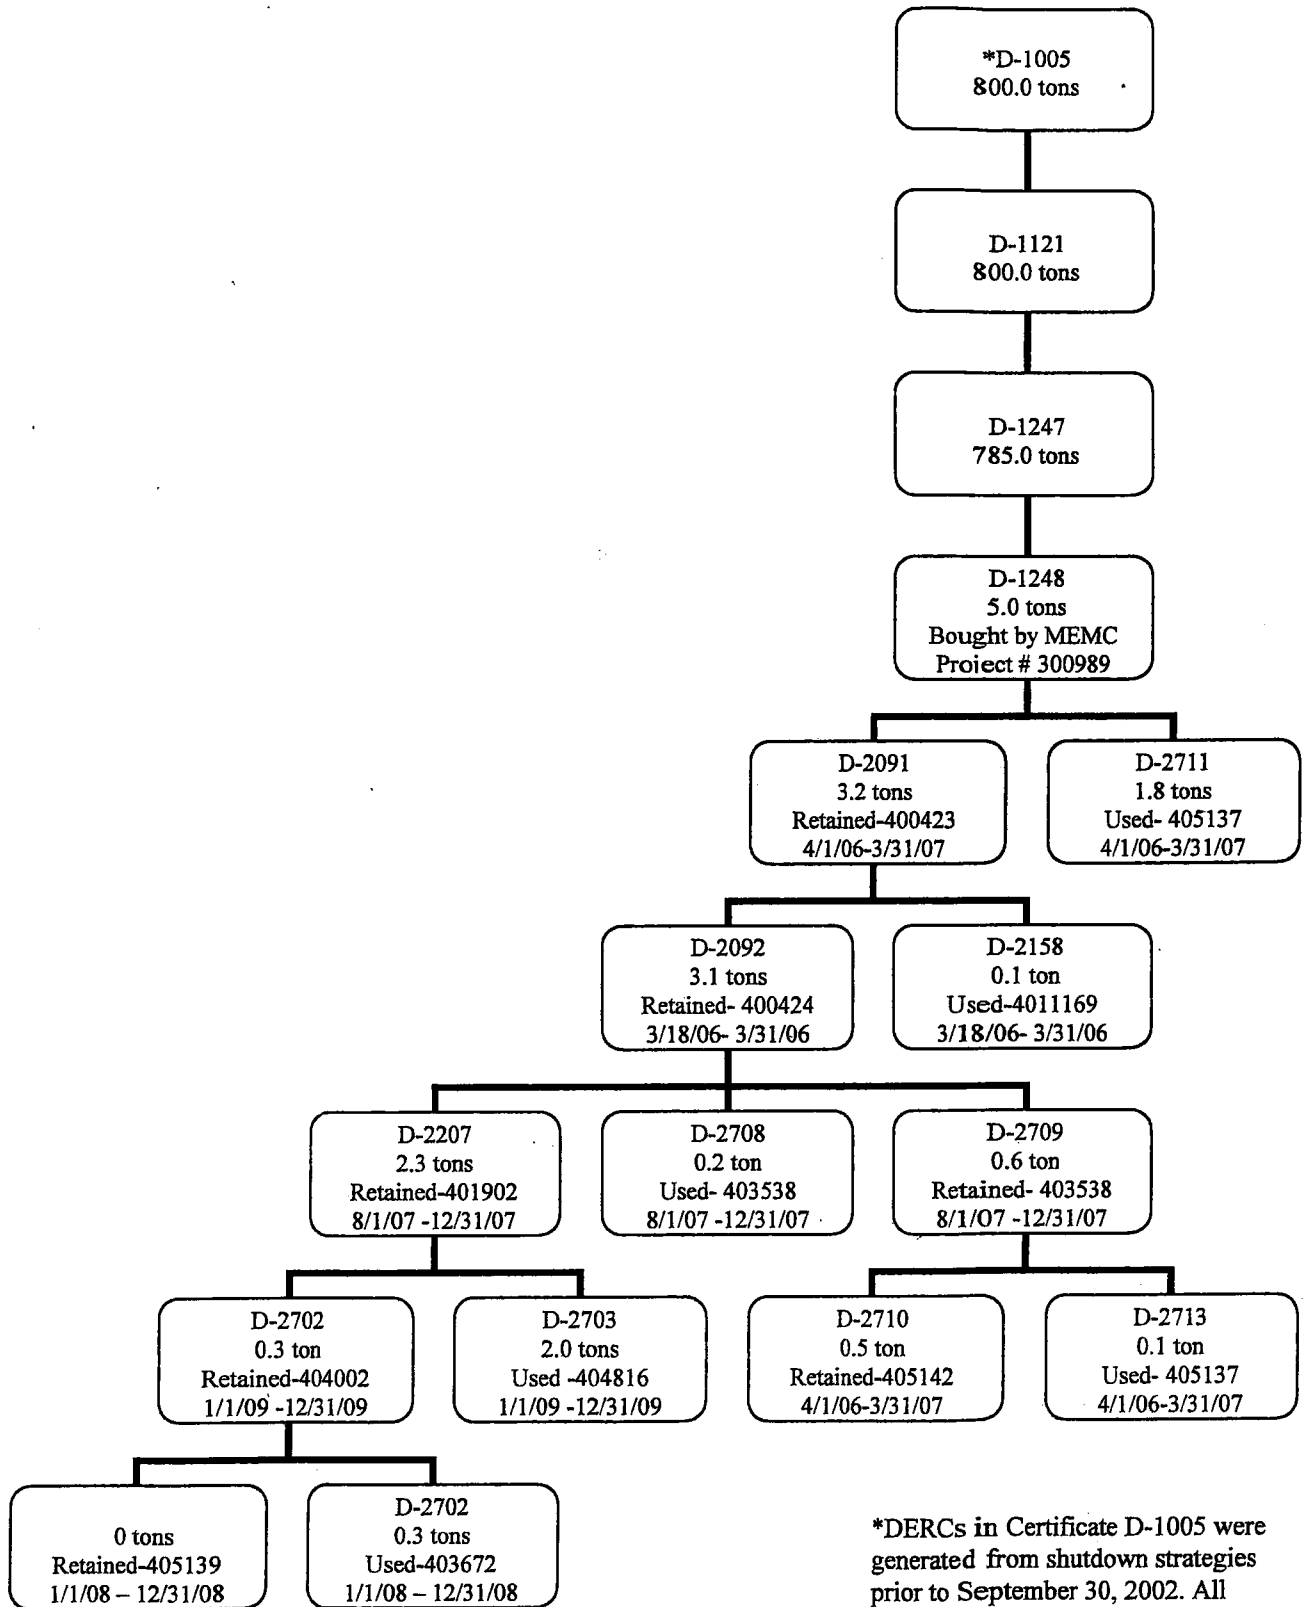 *D-1005
800.0 tons
D-1121
800.0 tons
D-1247
785.0 tons
D-1248
5.0 tons
Bought by MEMC
Project # 300989
D-2091
3.2 tons
Retained-400423
4/1/06-3/31/07
D-2711
1.8 tons
Used- 405137
4/1/06-3/31/07
D-2092
3.1 tons
Retained- 400424
3/18/06- 3/31/06
D-2158
0.1 ton
Used-4011169
3/18/06- 3/31/06
D-2207
2.3 tons
Retained-401902
8/1/07 -12/31/07
D-2708
0.2 ton
Used- 403538
8/1/07 -12/31/07
D-2709
0.6 ton
Retained- 403538
8/1/07 -12/31/07
D-2702
0.3 ton
Retained-404002
1/1/09 -12/31/09
D-2703
2.0 tons
Used -404816
1/1/09 -12/31/09
D-2710
0.5 ton
Retained-405142
4/1/06-3/31/07
D-2713
0.1 ton
Used- 405137
4/1/06-3/31/07
0 tons
Retained-405139
1/1/08 – 12/31/08
D-2702
0.3 tons
Used-403672
1/1/08 – 12/31/08
*DERCs in Certificate D-1005 were
generated from shutdown strategies
prior to September 30, 2002. All